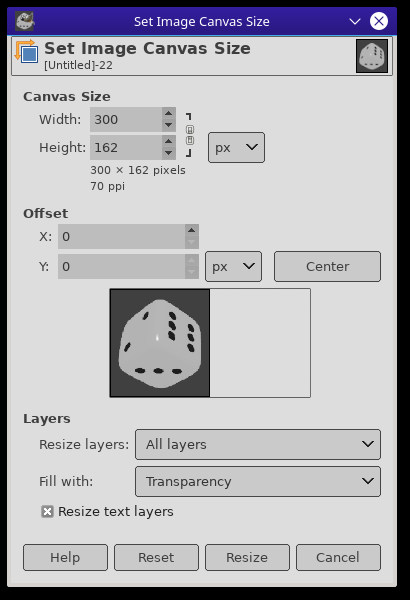 Set Image Canvas Size
Set Image Canvas Size
[Untitled]-22
Canvas Size
Width: 300
Height: 162 px
300 × 162 pixels
70 ppi
Offset
X: 0
Y: 0 px Center
Layers
Resize layers: All layers
Fill with: Transparency
Resize text layers
Help Reset Resize Cancel